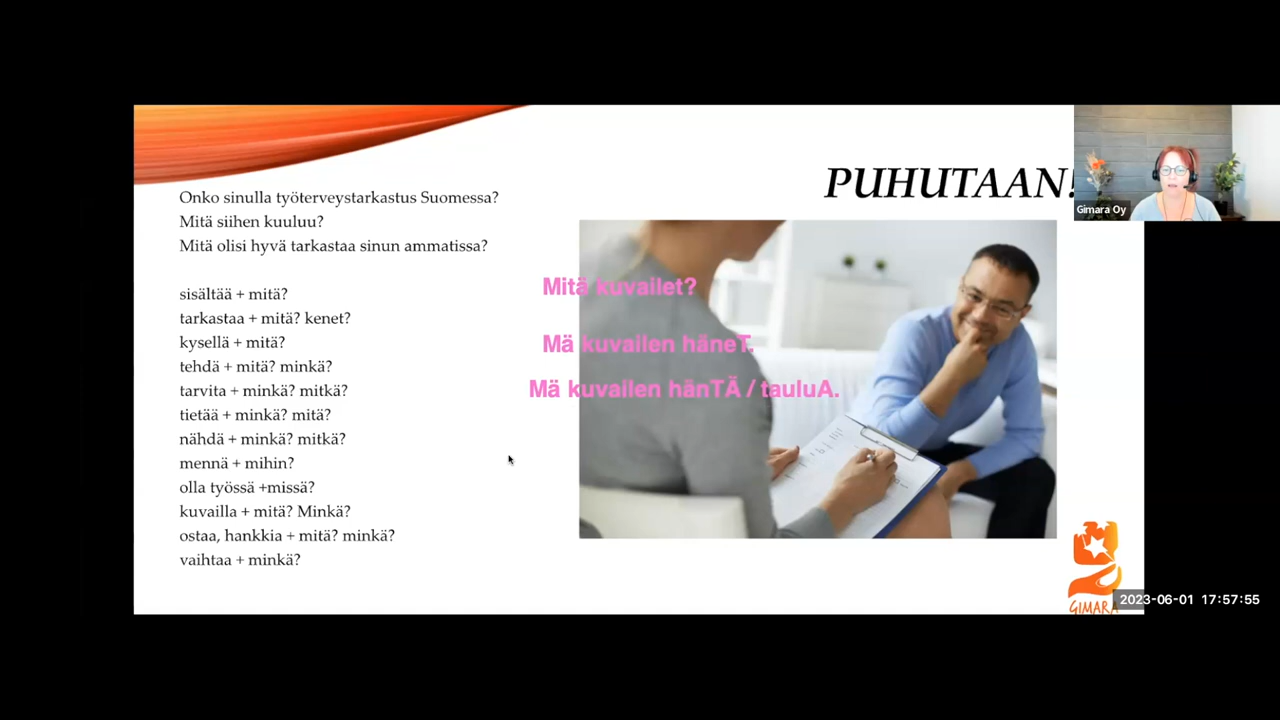 PUHUTAAN!
Gimara Oy
Onko sinulla työterveystarkastus Suomessa?
Mitä siihen kuuluu?
Mitä olisi hyvä tarkastaa sinun ammatissa?
sisältää + mitä?
tarkastaa + mitä? kenet?
kysellä + mitä?
tehdä + mitä? minkä?
tarvita + minkä? mitkä?
tietää + minkä? mitä?
nähdä + minkä? mitkä?
mennä + mihin?
olla työssä +missä?
kuvailla + mitä? Minkä?
ostaa, hankkia + mitä? minkä?
vaihtaa + minkä?
Mitä kuvailet?
Mä kuvailen häneT.
Mä kuvailen hänTÄ / tauluA.
GIMARA
2023-06-01 17:57:55